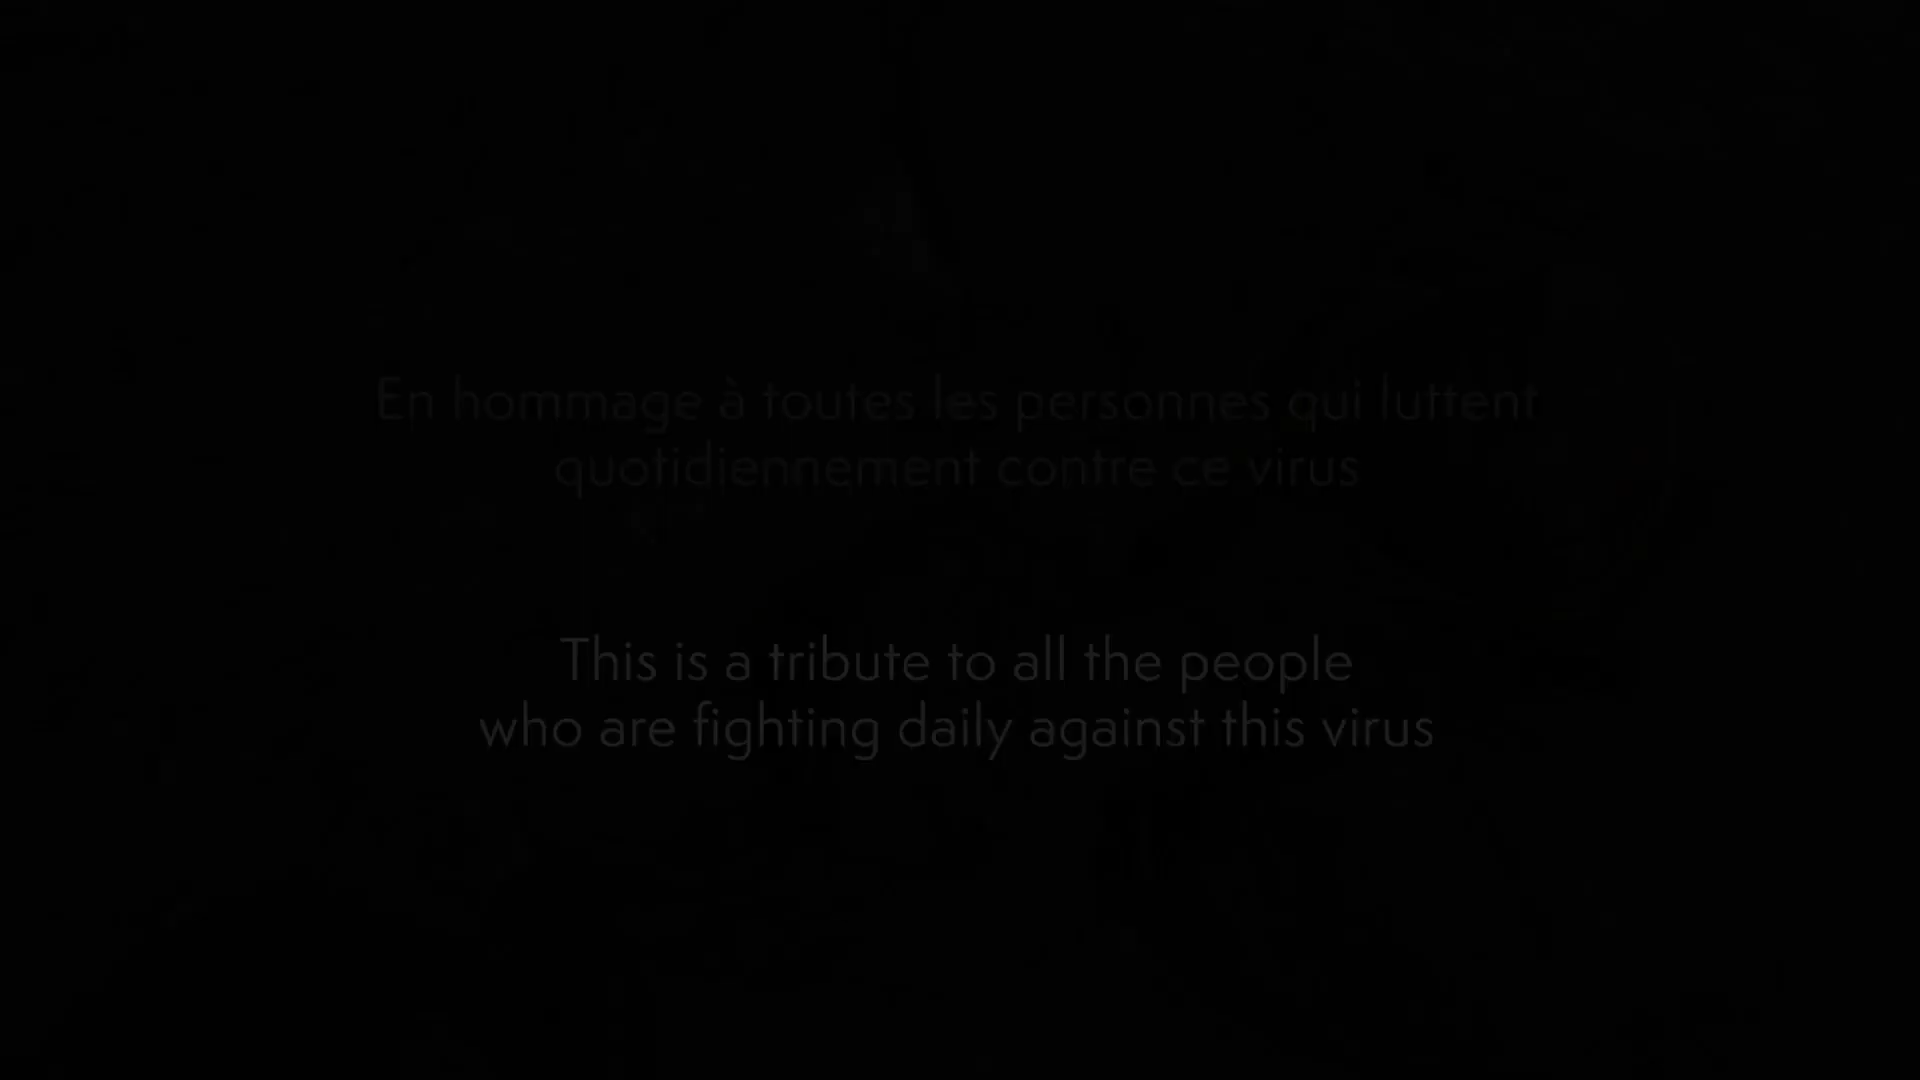 En hommage à toutes les personnes qui luttent
quotidiennement contre ce virus
This is a tribute to all the people
who are fighting daily against this virus